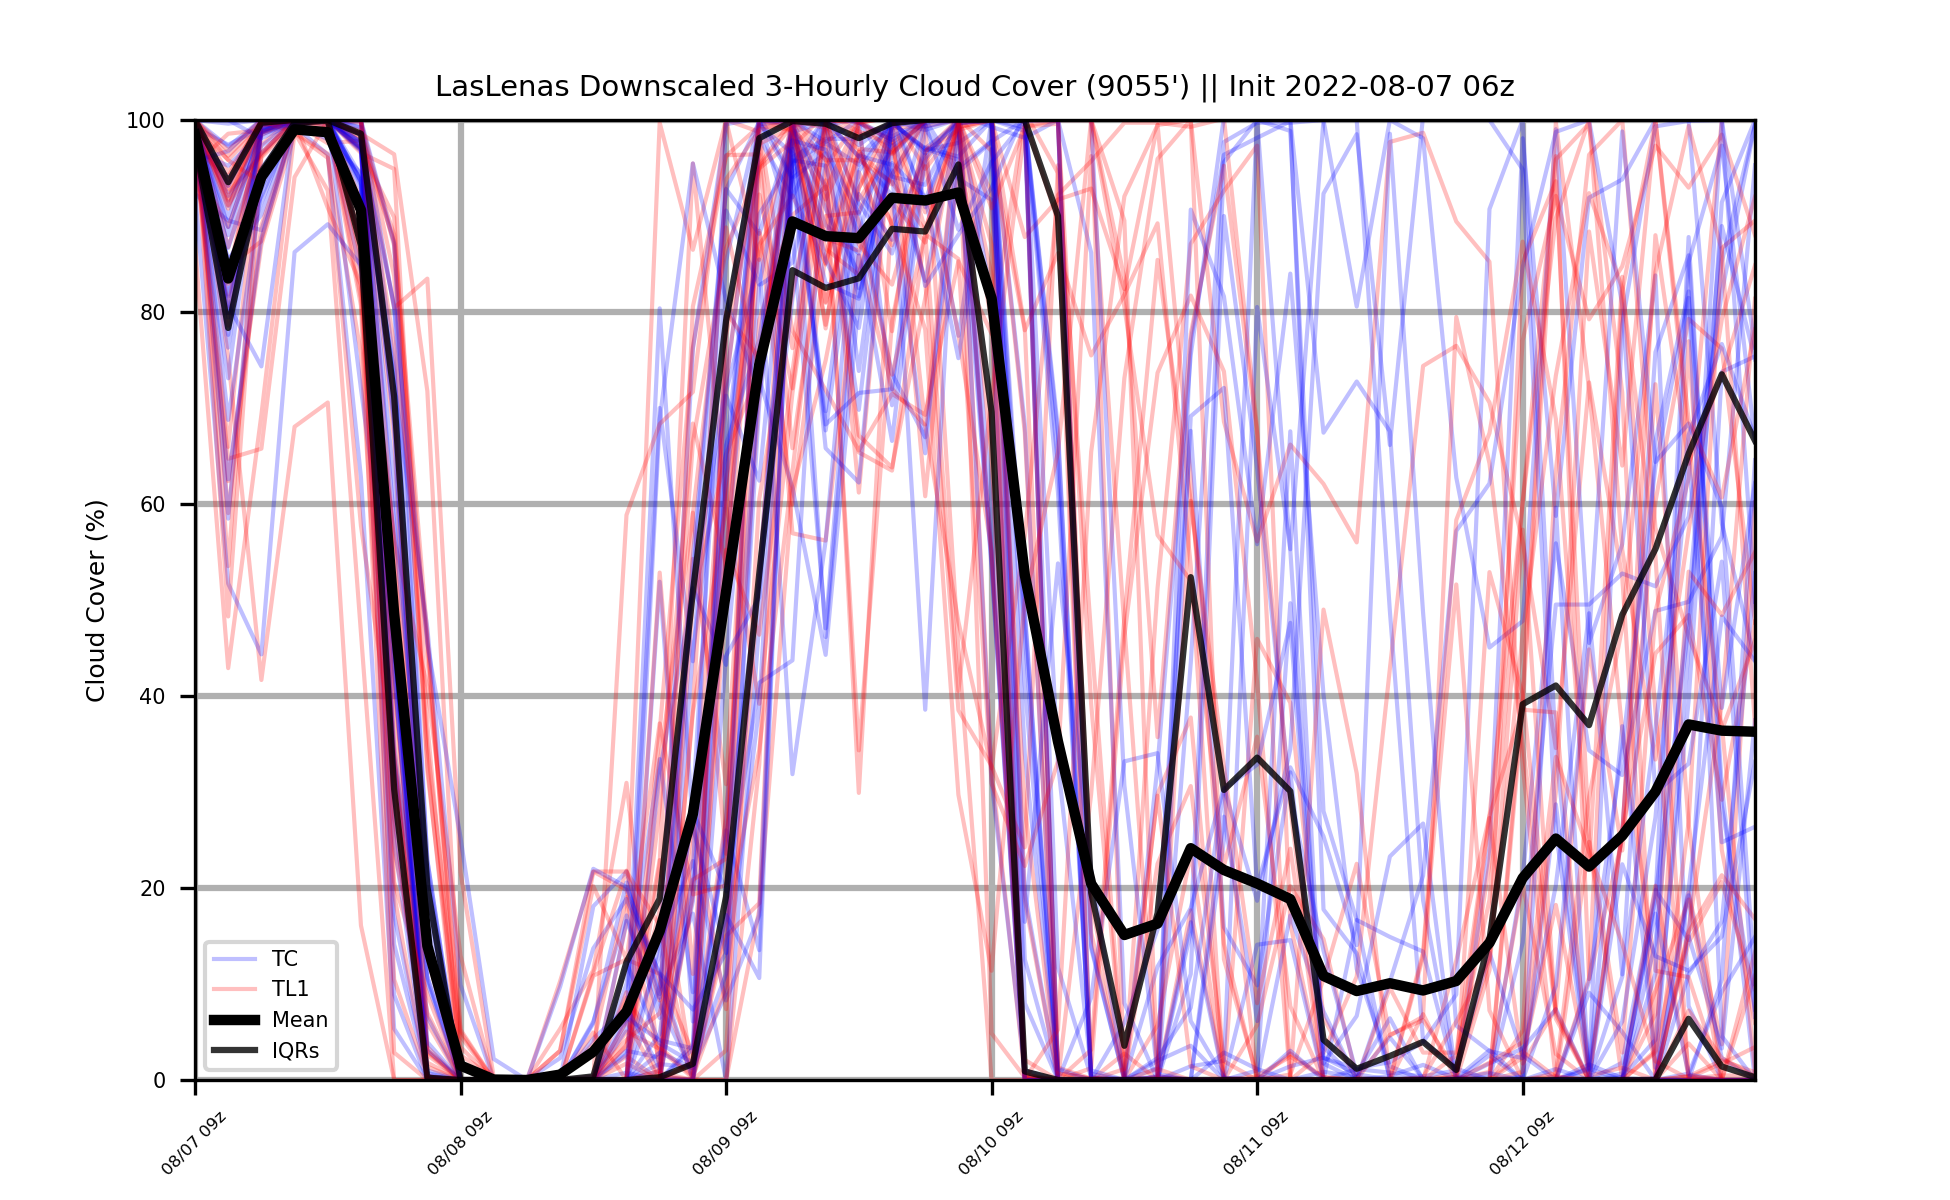 LasLenas Downscaled 3-Hourly Cloud Cover (9055') || Init 2022-08-07 06z
Cloud Cover (%)
100
80
60
40
20
0
TC
TL1
Mean
IQRs
08/07 09z
08/08 09z
08/09 09z
08/10 09z
08/11 09z
08/12 09z